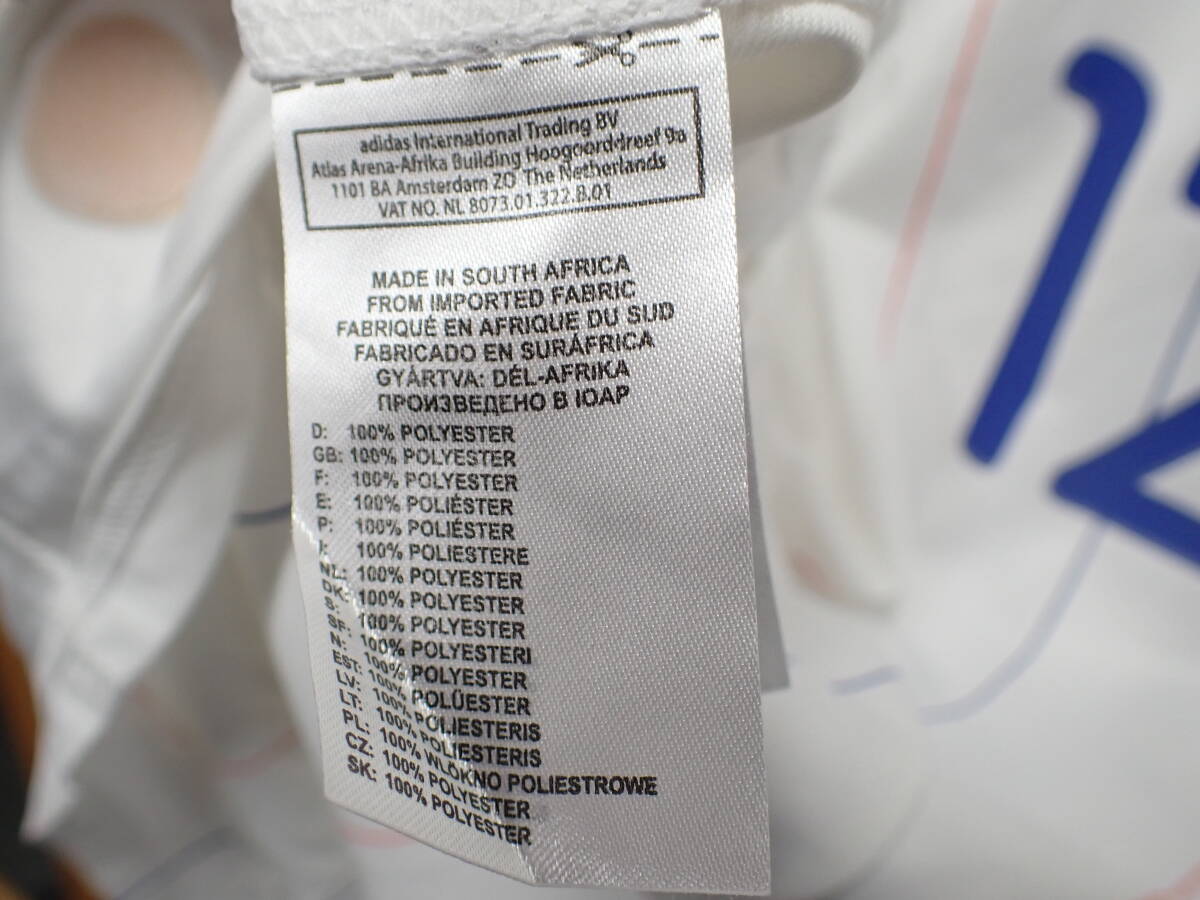 adidas International Trading BV
Atlas Arena-Afrika Building Hoogoorddreef 9a
1101 BA Amsterdam ZO The Netherlands
VAT NO. NL 8073.01.322.B.01
MADE IN SOUTH AFRICA
FROM IMPORTED FABRIC
FABRIQUÉ EN AFRIQUE DU SUD
FABRICADO EN SURÁFRICA
GYÁRTVA: DÉL-AFRIKA
ПРОИЗВЕДЕНО В ЮАР
D: 100% POLYESTER
GB: 100% POLYESTER
F: 100% POLYESTER
E: 100% POLIÉSTER
P: 100% POLIÉSTER
I: 100% POLIESTERE
NL: 100% POLYESTER
DK: 100% POLYESTER
S: 100% POLYESTER
SF: 100% POLYESTERI
N: 100% POLYESTER
EST: 100% POLÜESTER
LV: 100% POLIESTERIS
LT: 100% POLIESTERIS
PL: 100% WLÓKNO POLIESTROWE
CZ: 100% POLYESTER
SK: 100% POLYESTER